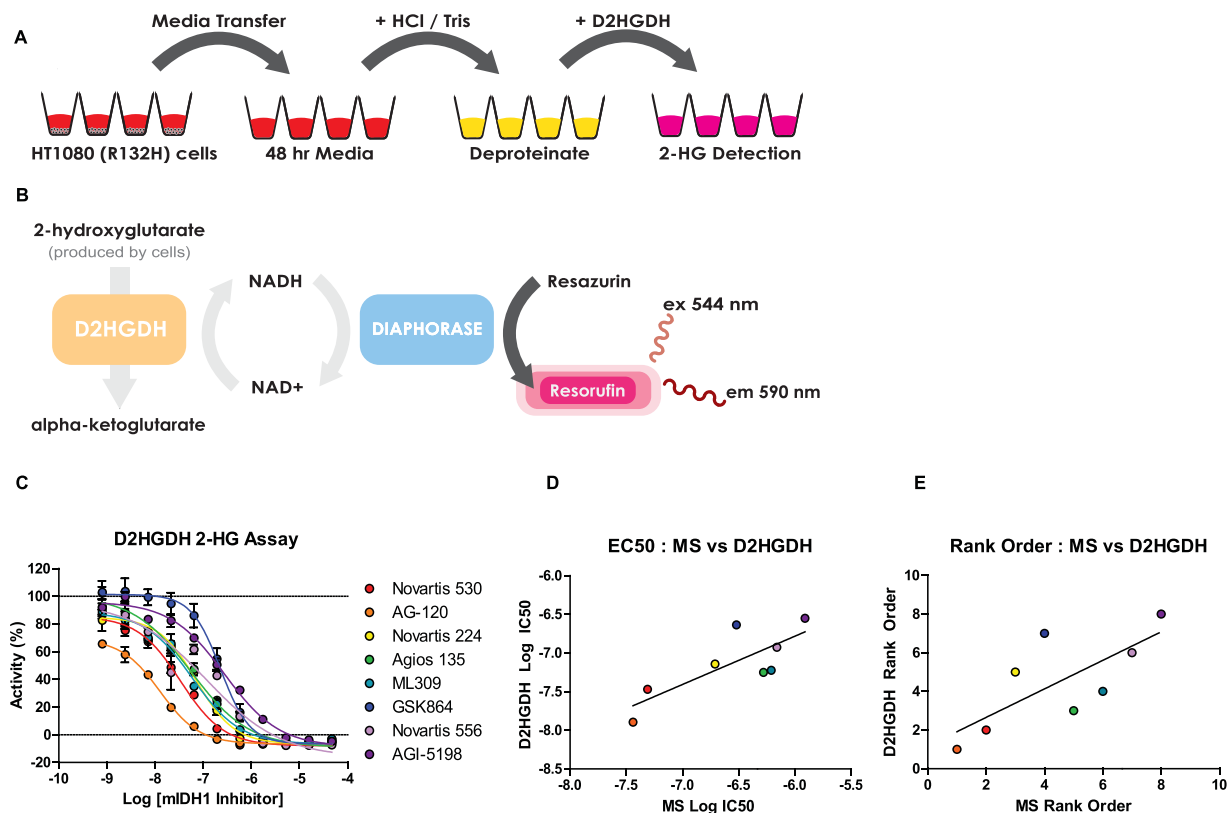 A
Media Transfer
+ HCl / Tris
+ D2HGDH
HT1080 (R132H) cells
48 hr Media
Deproteinate
2-HG Detection
B
2-hydroxyglutarate
(produced by cells)
D2HGDH
alpha-ketoglutarate
NADH
NAD+
DIAPHORASE
Resazurin
Resorufin
ex 544 nm
em 590 nm
C
D2HGDH 2-HG Assay
Activity (%)
120
100
80
60
40
20
0
-20
-10
-9
-8
-7
-6
-5
-4
Log [mIDH1 Inhibitor]
Novartis 530
AG-120
Novartis 224
Agios 135
ML309
GSK864
Novartis 556
AGI-5198
D
EC50 : MS vs D2HGDH
D2HGDH Log IC50
-6.0
-6.5
-7.0
-7.5
-8.0
-8.5
-8.0
-7.5
-7.0
-6.5
-6.0
-5.5
MS Log IC50
E
Rank Order : MS vs D2HGDH
D2HGDH Rank Order
10
8
6
4
2
0
0
2
4
6
8
10
MS Rank Order